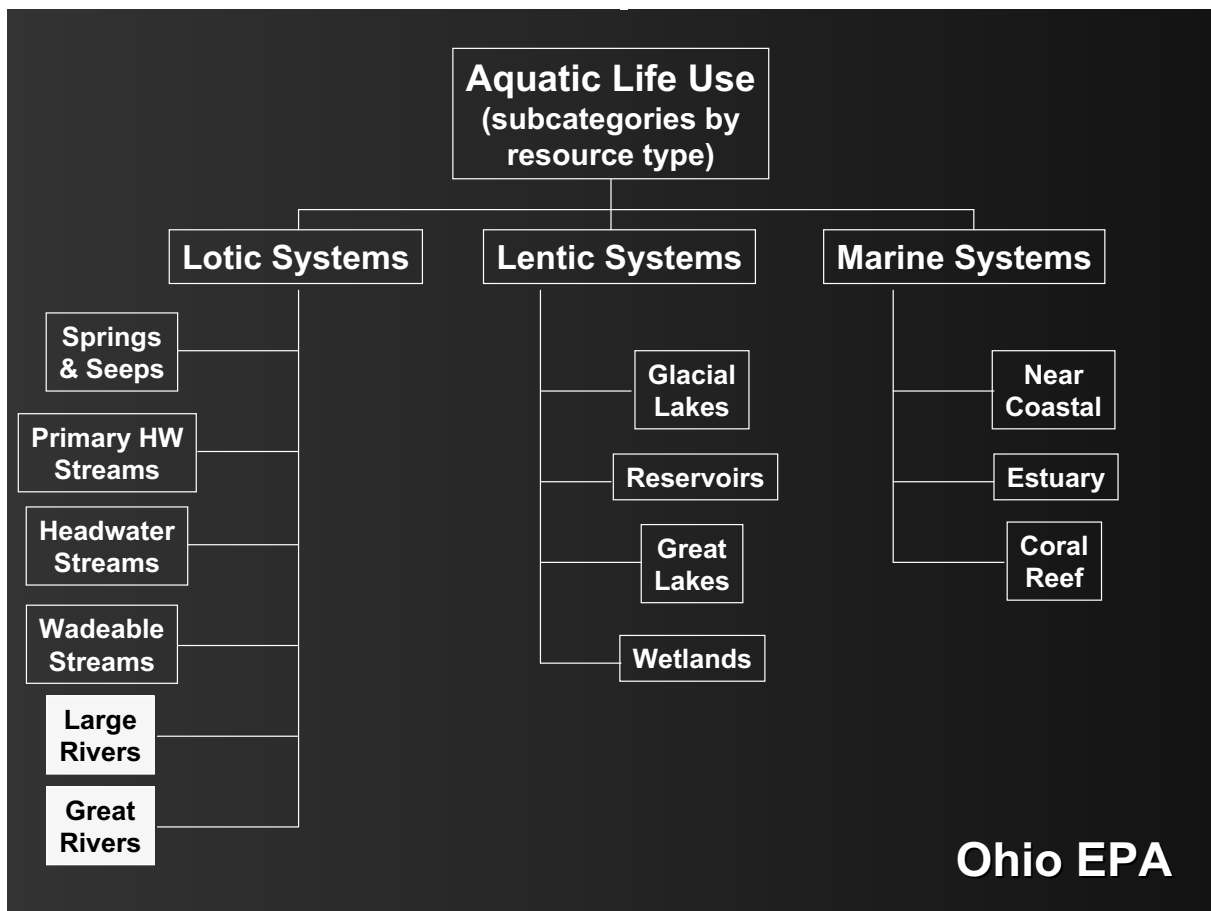 Aquatic Life Use
(subcategories by
resource type)
Lotic Systems
Lentic Systems
Marine Systems
Springs
& Seeps
Primary HW
Streams
Headwater
Streams
Wadeable
Streams
Large
Rivers
Great
Rivers
Glacial
Lakes
Reservoirs
Great
Lakes
Wetlands
Near
Coastal
Estuary
Coral
Reef
Ohio EPA